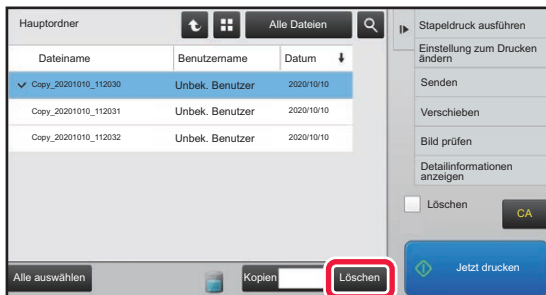 Hauptordner
Alle Dateien
Dateiname Benutzername Datum
Copy_20201010_112030 Unbek. Benutzer 2020/10/10
Copy_20201010_112031 Unbek. Benutzer 2020/10/10
Copy_20201010_112032 Unbek. Benutzer 2020/10/10
Alle auswählen
Kopien
Löschen
Stapeldruck ausführen
Einstellung zum Drucken
ändern
Senden
Verschieben
Bild prüfen
Detailinformationen
anzeigen
Löschen
CA
Jetzt drucken